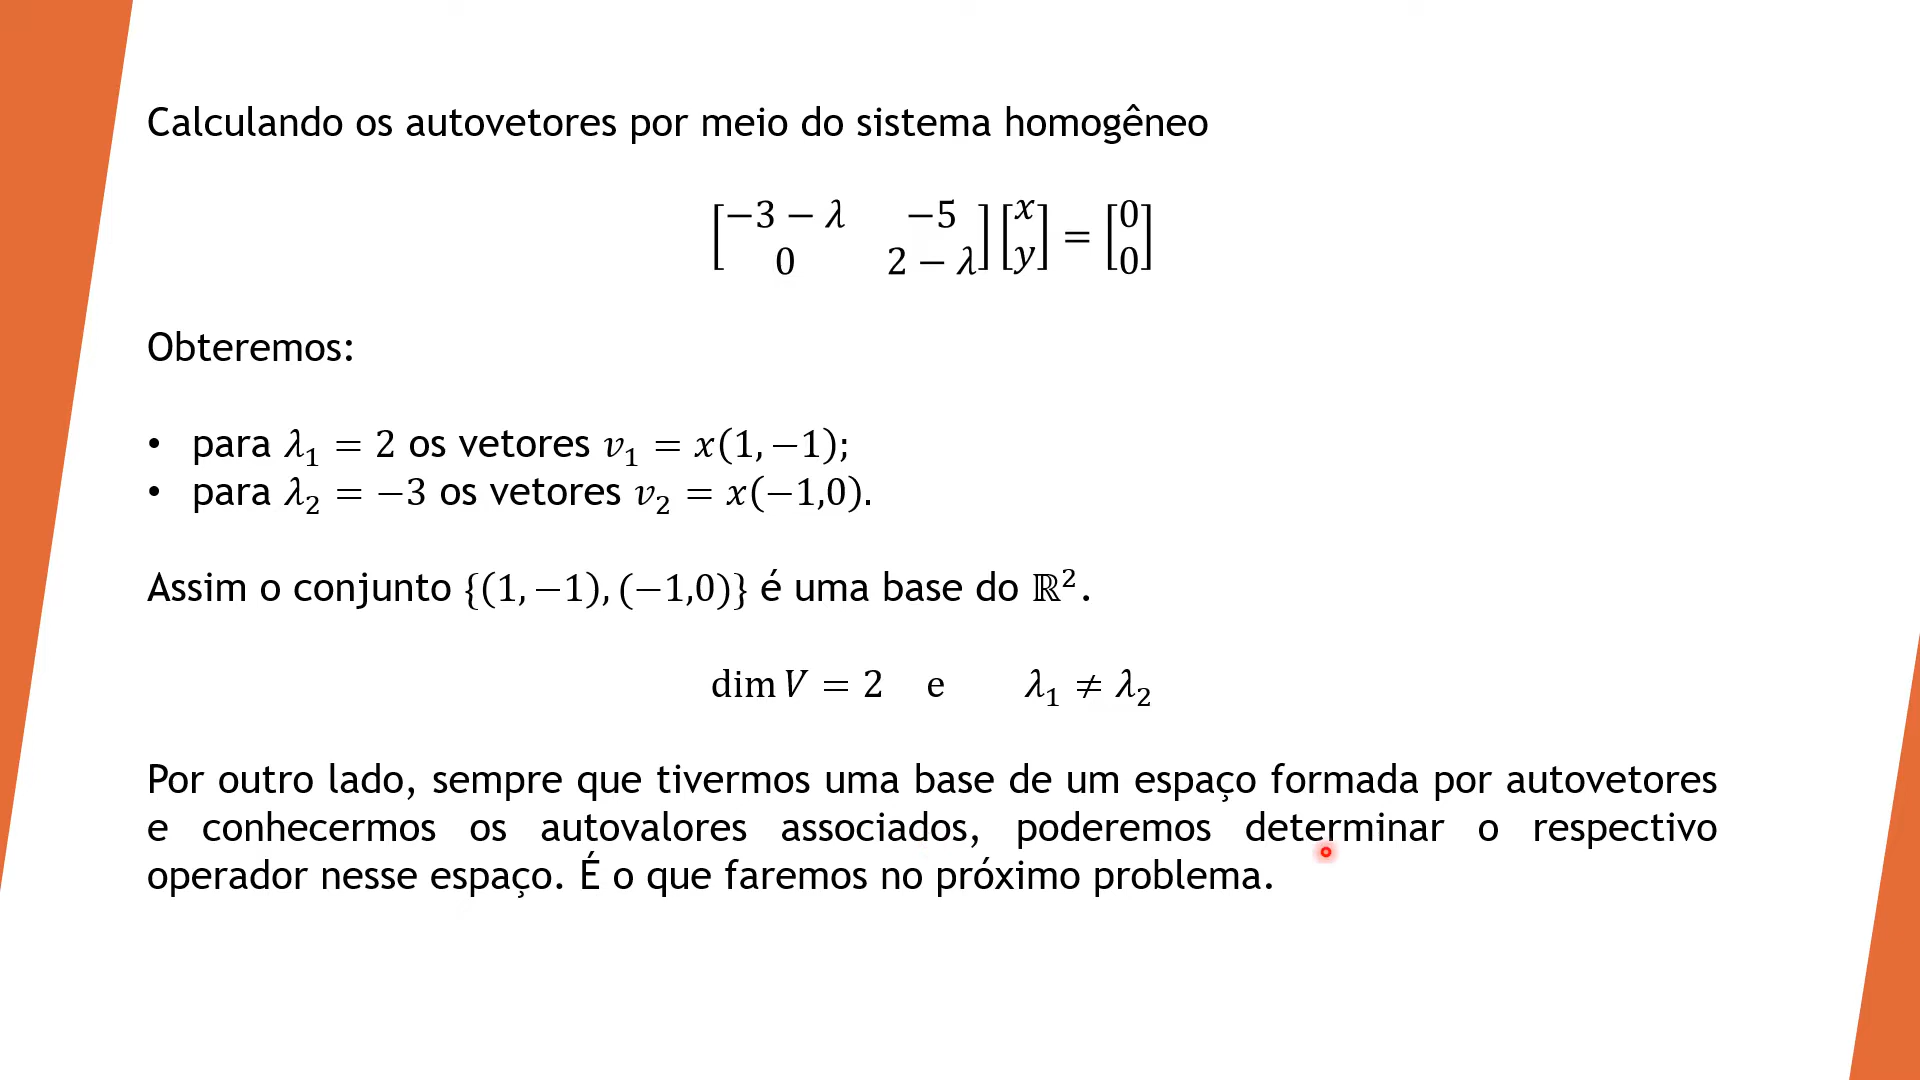 Calculando os autovetores por meio do sistema homogêneo
[−3 − λ −5
0 2 − λ] [x
y] = [0
0]
Obteremos:
• para λ₁ = 2 os vetores v₁ = x(1, −1);
• para λ₂ = −3 os vetores v₂ = x(−1,0).
Assim o conjunto {(1, −1), (−1,0)} é uma base do ℝ².
dim V = 2 e λ₁ ≠ λ₂
Por outro lado, sempre que tivermos uma base de um espaço formada por autovetores
e conhecermos os autovalores associados, poderemos determinar o respectivo
operador nesse espaço. É o que faremos no próximo problema.